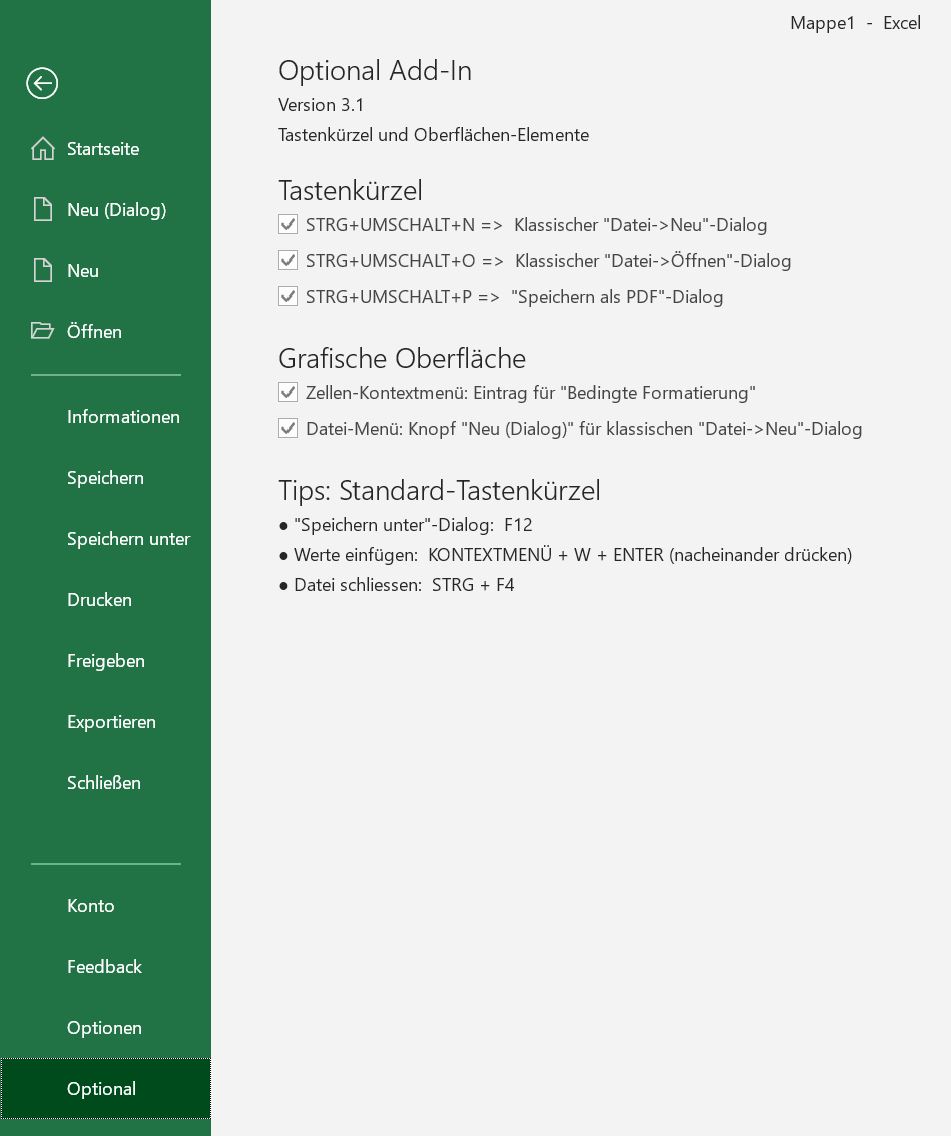 Mappe1 - Excel
Startseite
Neu (Dialog)
Neu
Öffnen
Informationen
Speichern
Speichern unter
Drucken
Freigeben
Exportieren
Schließen
Konto
Feedback
Optionen
Optional
Optional Add-In
Version 3.1
Tastenkürzel und Oberflächen-Elemente
Tastenkürzel
STRG+UMSCHALT+N => Klassischer "Datei->Neu"-Dialog
STRG+UMSCHALT+O => Klassischer "Datei->Öffnen"-Dialog
STRG+UMSCHALT+P => "Speichern als PDF"-Dialog
Grafische Oberfläche
Zellen-Kontextmenü: Eintrag für "Bedingte Formatierung"
Datei-Menü: Knopf "Neu (Dialog)" für klassischen "Datei->Neu"-Dialog
Tips: Standard-Tastenkürzel
● "Speichern unter"-Dialog: F12
● Werte einfügen: KONTEXTMENÜ + W + ENTER (nacheinander drücken)
● Datei schliessen: STRG + F4